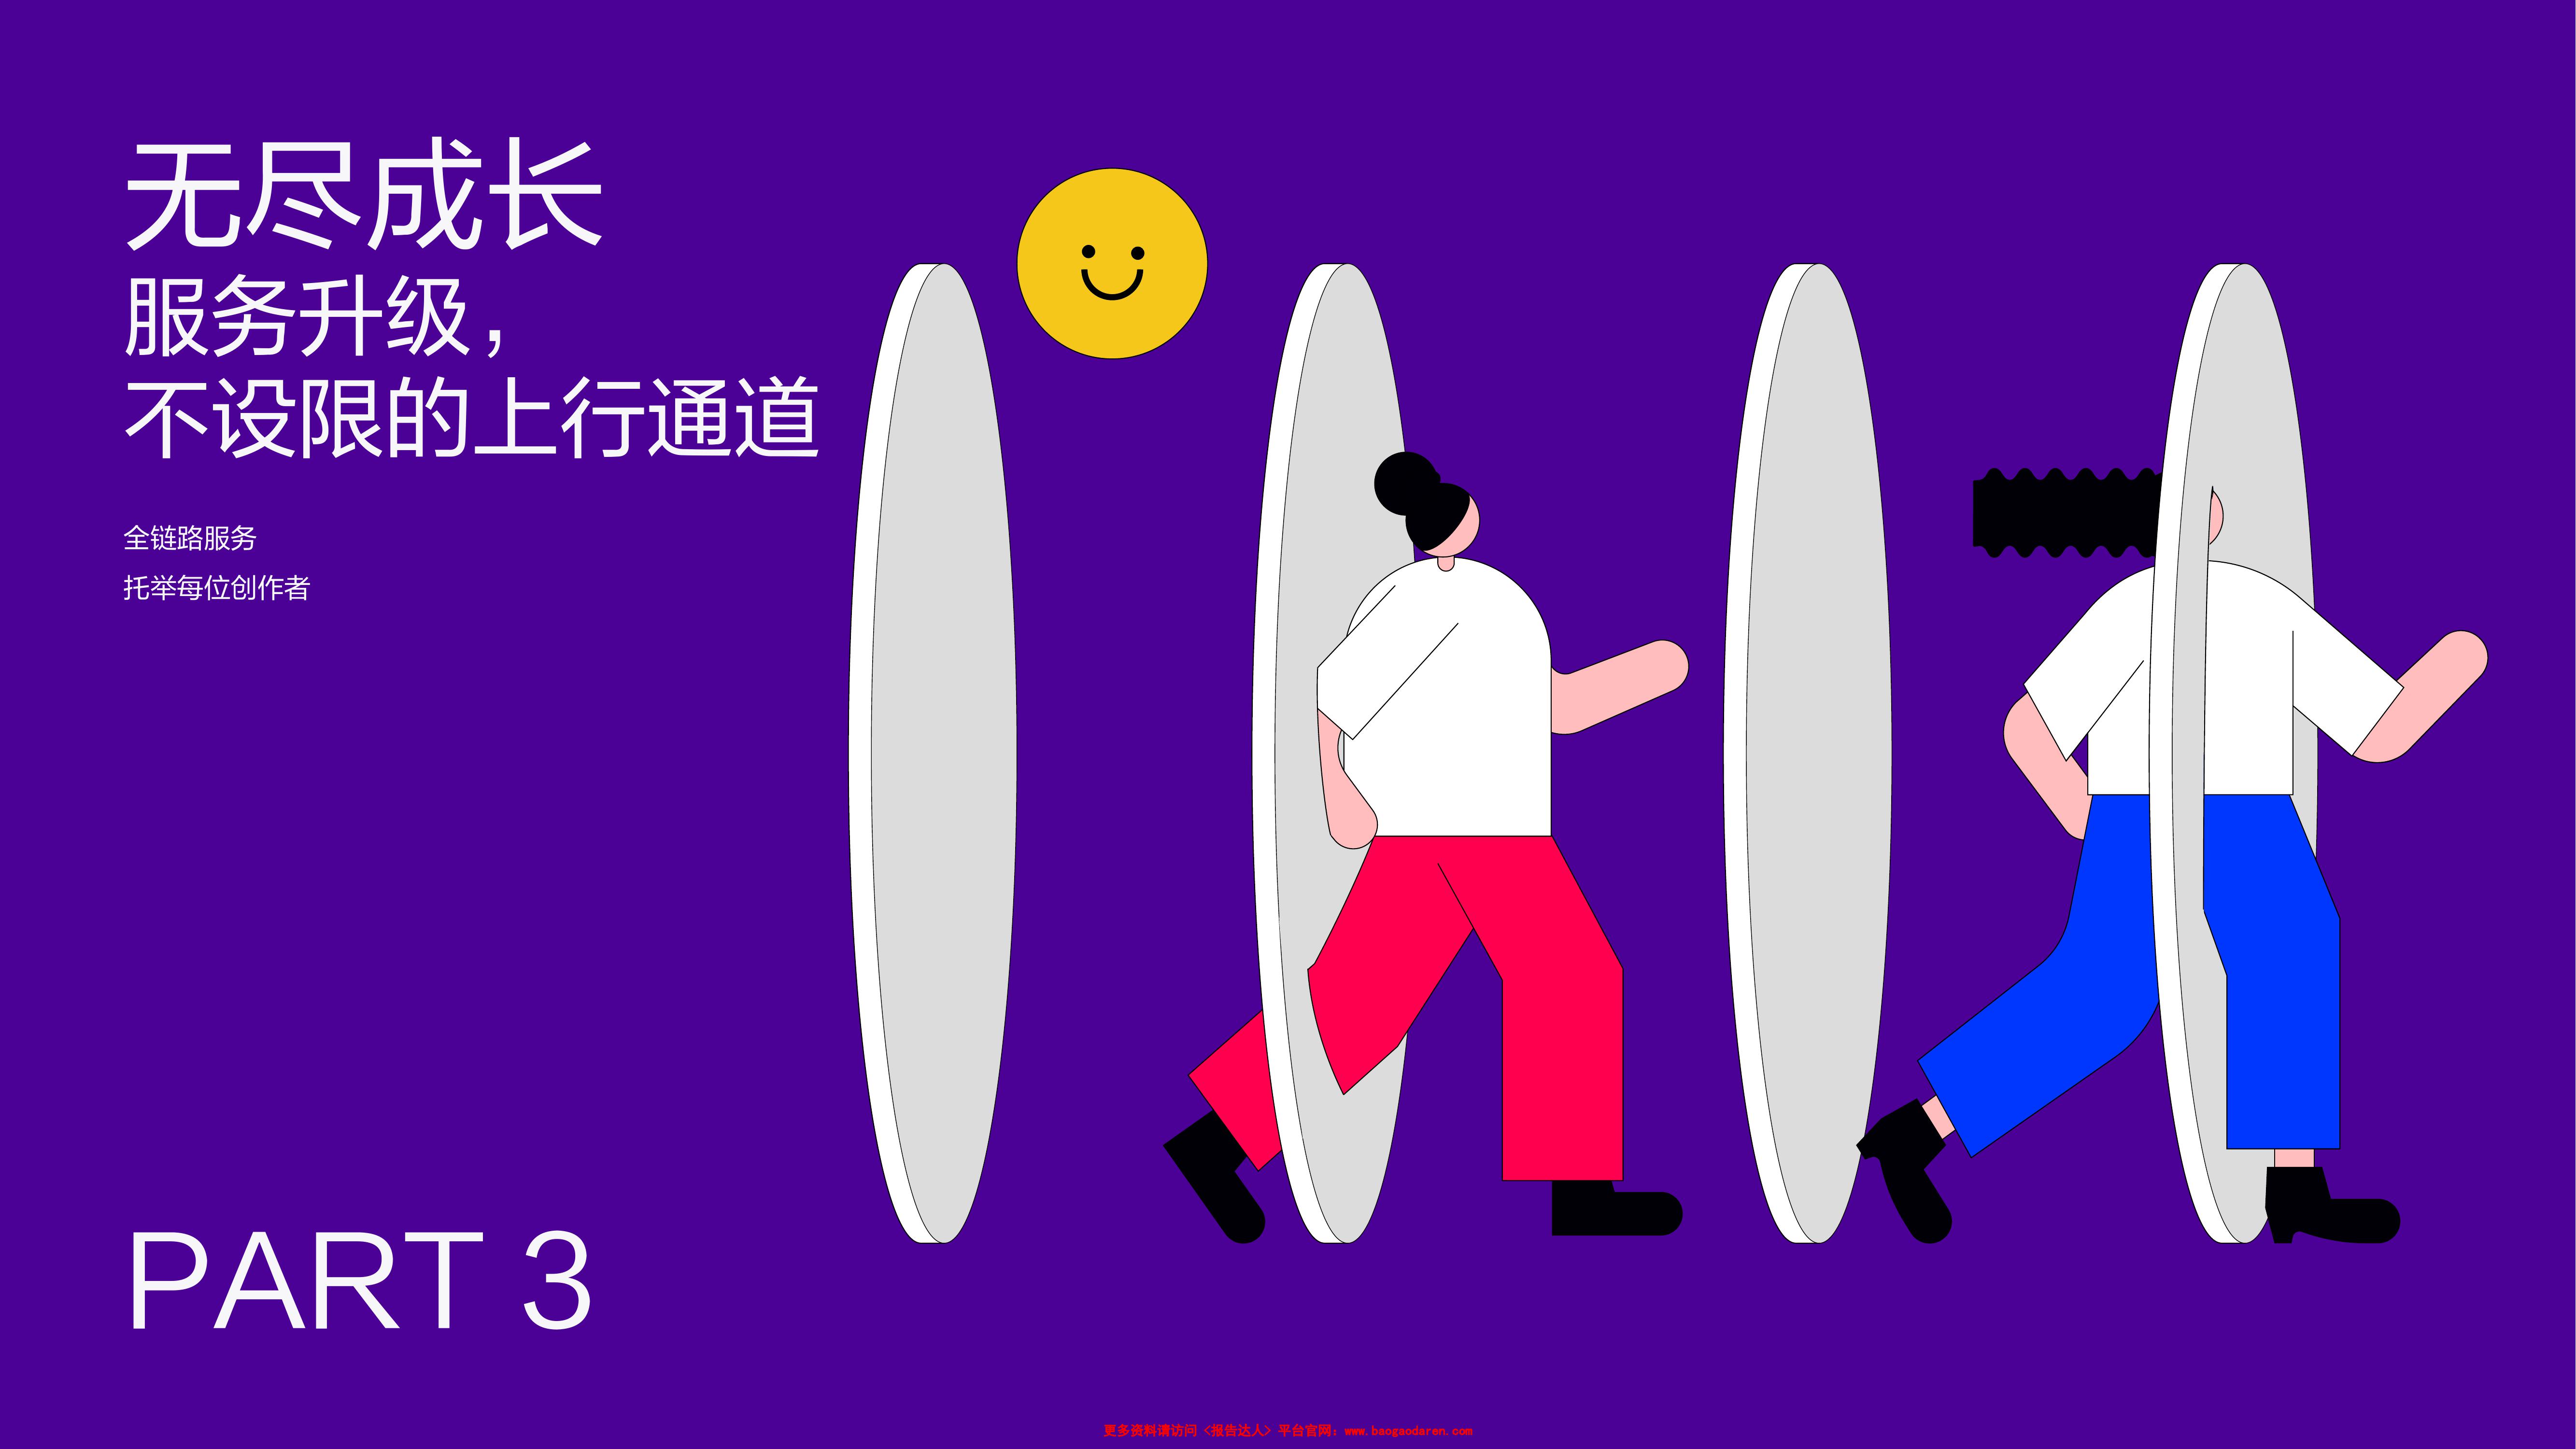 无尽成长
服务升级，
不设限的上行通道
全链路服务
托举每位创作者
PART 3
更多资料请访问 <报告达人> 平台官网：www.baogaodaren.com